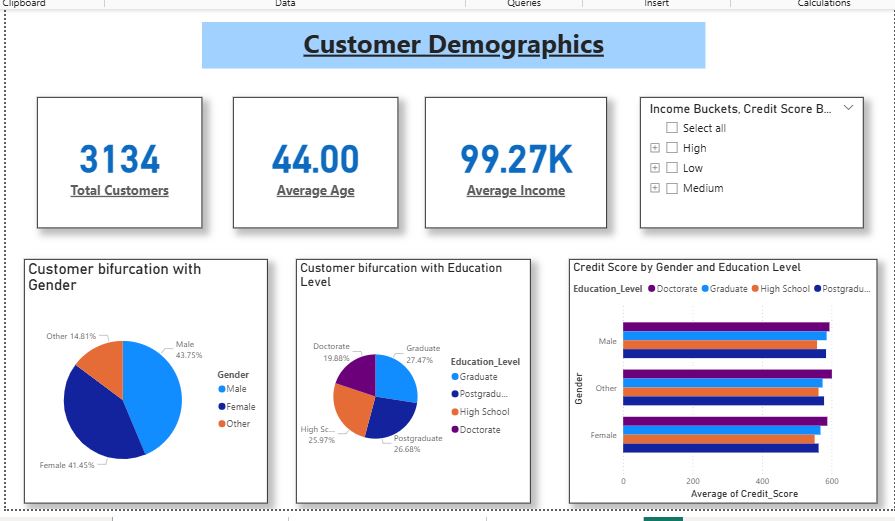 Clipboard
Data
Queries
Insert
Calculations
Customer Demographics
3134
Total Customers
44.00
Average Age
99.27K
Average Income
Income Buckets, Credit Score B...
Select all
High
Low
Medium
Customer bifurcation with
Gender
Other 14.81%
Male
43.75%
Female 41.45%
Gender
Male
Female
Other
Customer bifurcation with Education
Level
Doctorate
19.88%
Graduate
27.47%
High Sc...
25.97%
Postgraduate
26.68%
Education_Level
Graduate
Postgradu...
High School
Doctorate
Credit Score by Gender and Education Level
Education_Level Doctorate Graduate High School Postgradu...
Gender
Male
Other
Female
0 200 400 600
Average of Credit_Score